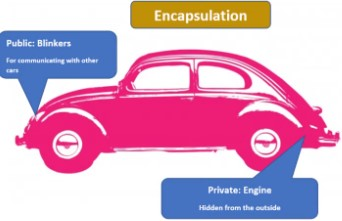 Encapsulation
Public: Blinkers
For communicating with other
cars
Private: Engine
Hidden from the outside